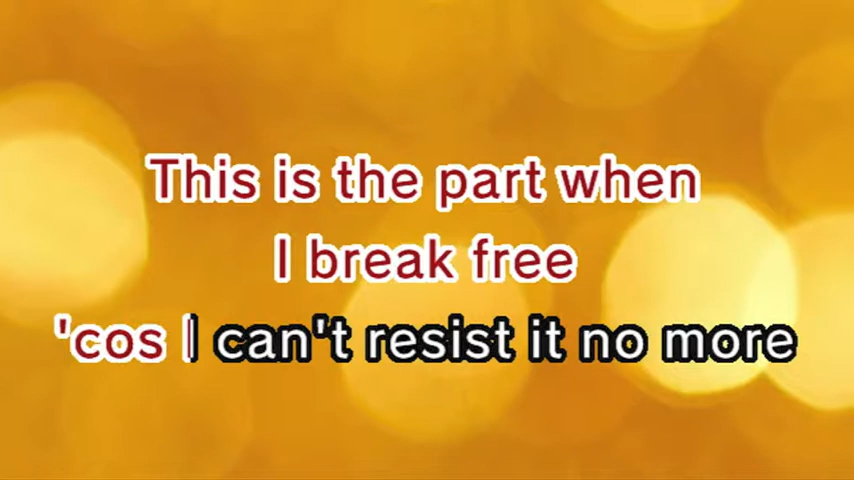 This is the part when
I break free
'cos I can't resist it no more